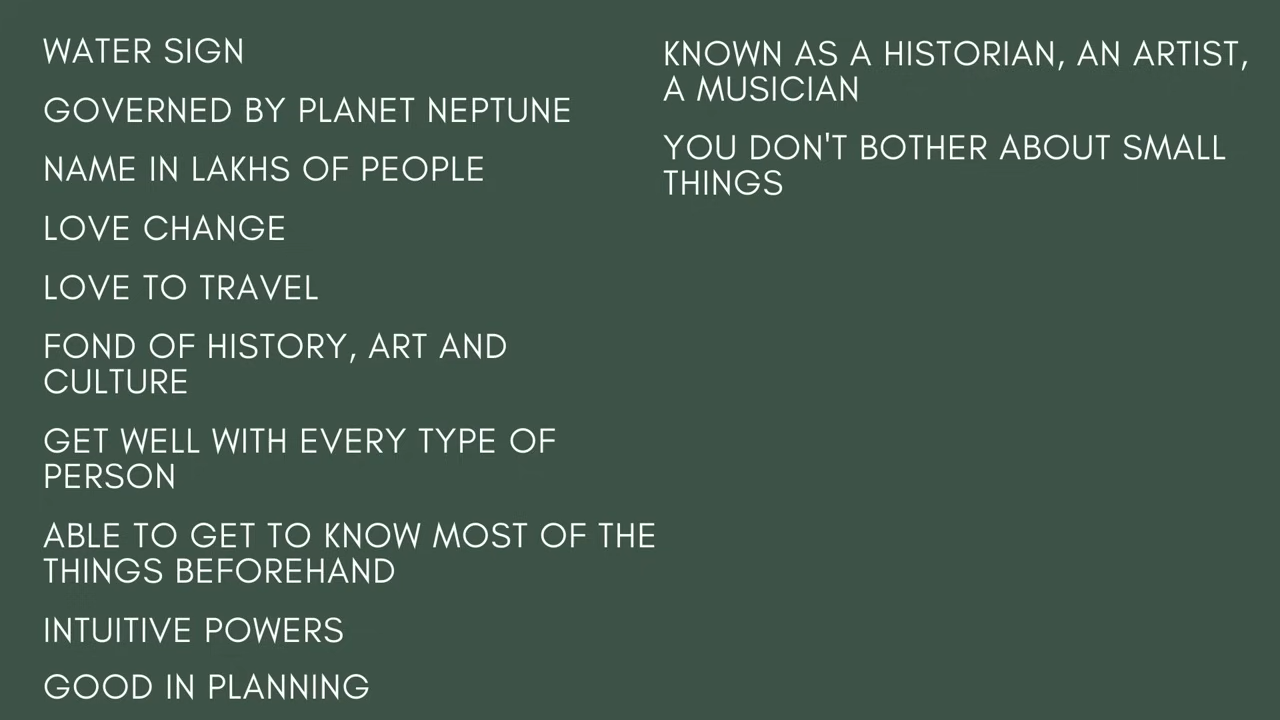 WATER SIGN
GOVERNED BY PLANET NEPTUNE
NAME IN LAKHS OF PEOPLE
LOVE CHANGE
LOVE TO TRAVEL
FOND OF HISTORY, ART AND
CULTURE
GET WELL WITH EVERY TYPE OF
PERSON
ABLE TO GET TO KNOW MOST OF THE
THINGS BEFOREHAND
INTUITIVE POWERS
GOOD IN PLANNING
KNOWN AS A HISTORIAN, AN ARTIST,
A MUSICIAN
YOU DON'T BOTHER ABOUT SMALL
THINGS